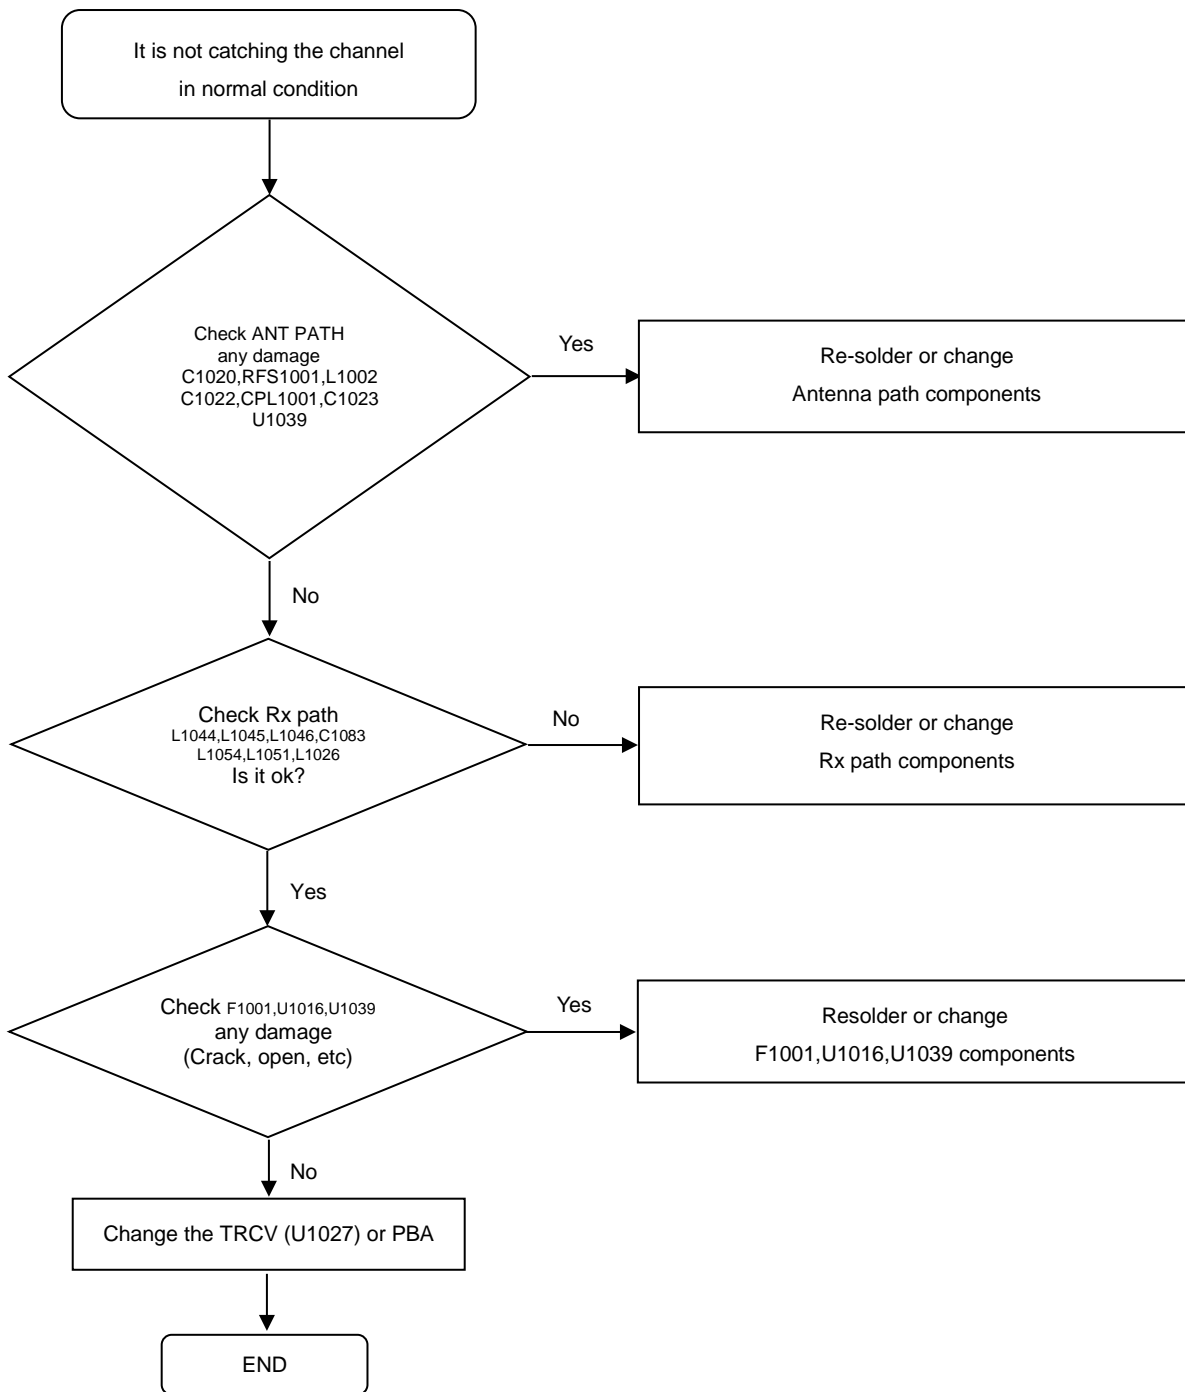 It is not catching the channel
in normal condition
Check ANT PATH
any damage
C1020,RFS1001,L1002
C1022,CPL1001,C1023
U1039
Yes
Re-solder or change
Antenna path components
No
Check Rx path
L1044,L1045,L1046,C1083
L1054,L1051,L1026
Is it ok?
No
Re-solder or change
Rx path components
Yes
Check F1001,U1016,U1039
any damage
(Crack, open, etc)
Yes
Resolder or change
F1001,U1016,U1039 components
No
Change the TRCV (U1027) or PBA
END